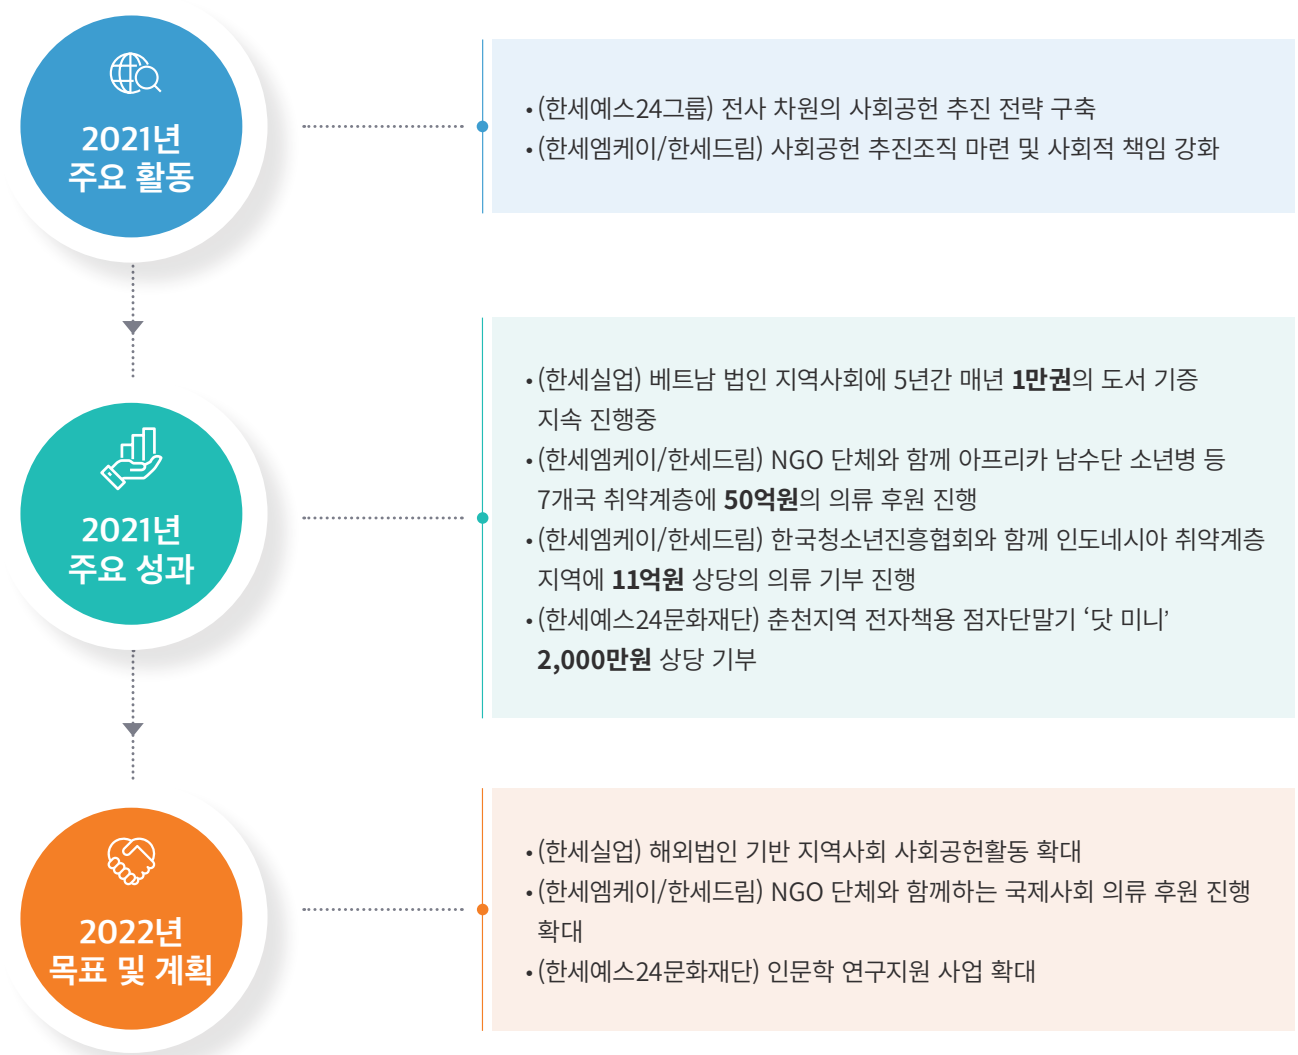 2021년
주요 활동
• (한세예스24그룹) 전사 차원의 사회공헌 추진 전략 구축
• (한세엠케이/한세드림) 사회공헌 추진조직 마련 및 사회적 책임 강화
2021년
주요 성과
• (한세실업) 베트남 법인 지역사회에 5년간 매년 1만권의 도서 기증
지속 진행중
• (한세엠케이/한세드림) NGO 단체와 함께 아프리카 남수단 소년병 등
7개국 취약계층에 50억원의 의류 후원 진행
• (한세엠케이/한세드림) 한국청소년진흥협회와 함께 인도네시아 취약계층
지역에 11억원 상당의 의류 기부 진행
• (한세예스24문화재단) 춘천지역 전자책용 점자단말기 ‘닷 미니’
2,000만원 상당 기부
2022년
목표 및 계획
• (한세실업) 해외법인 기반 지역사회 사회공헌활동 확대
• (한세엠케이/한세드림) NGO 단체와 함께하는 국제사회 의류 후원 진행
확대
• (한세예스24문화재단) 인문학 연구지원 사업 확대